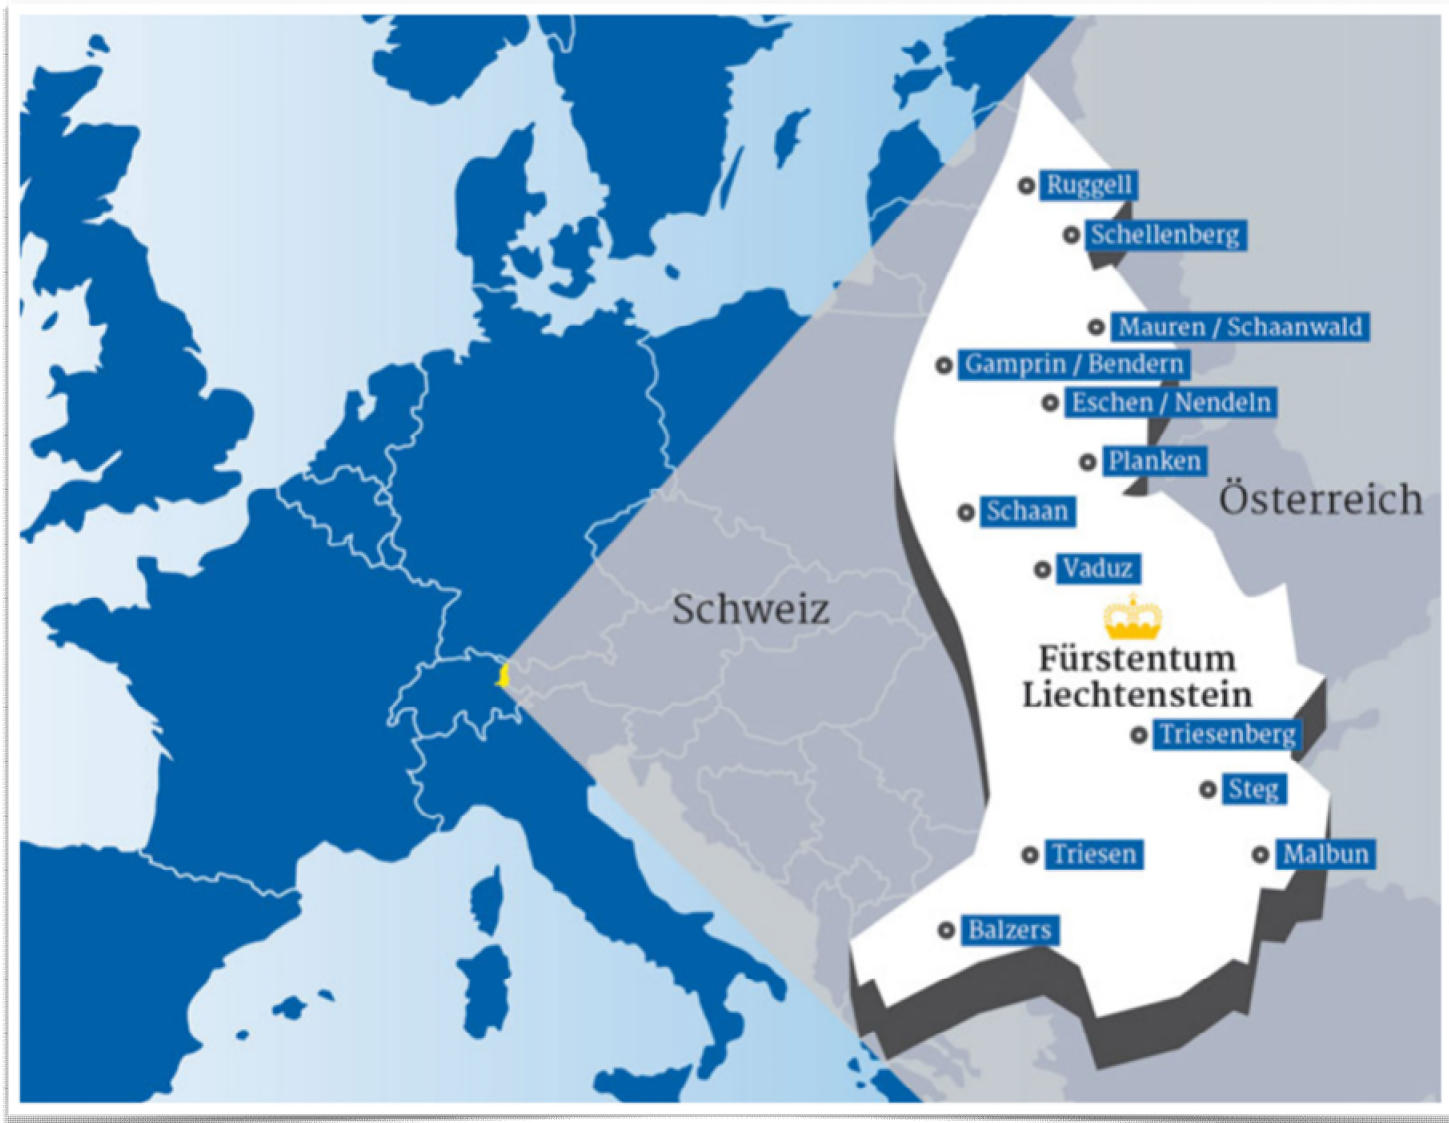 Ruggell
Schellenberg
Mauren / Schaanwald
Gamprin / Bendern
Eschen / Nendeln
Planken
Österreich
Schaan
Vaduz
Schweiz
Fürstentum
Liechtenstein
Triesenberg
Steg
Triesen
Malbun
Balzers